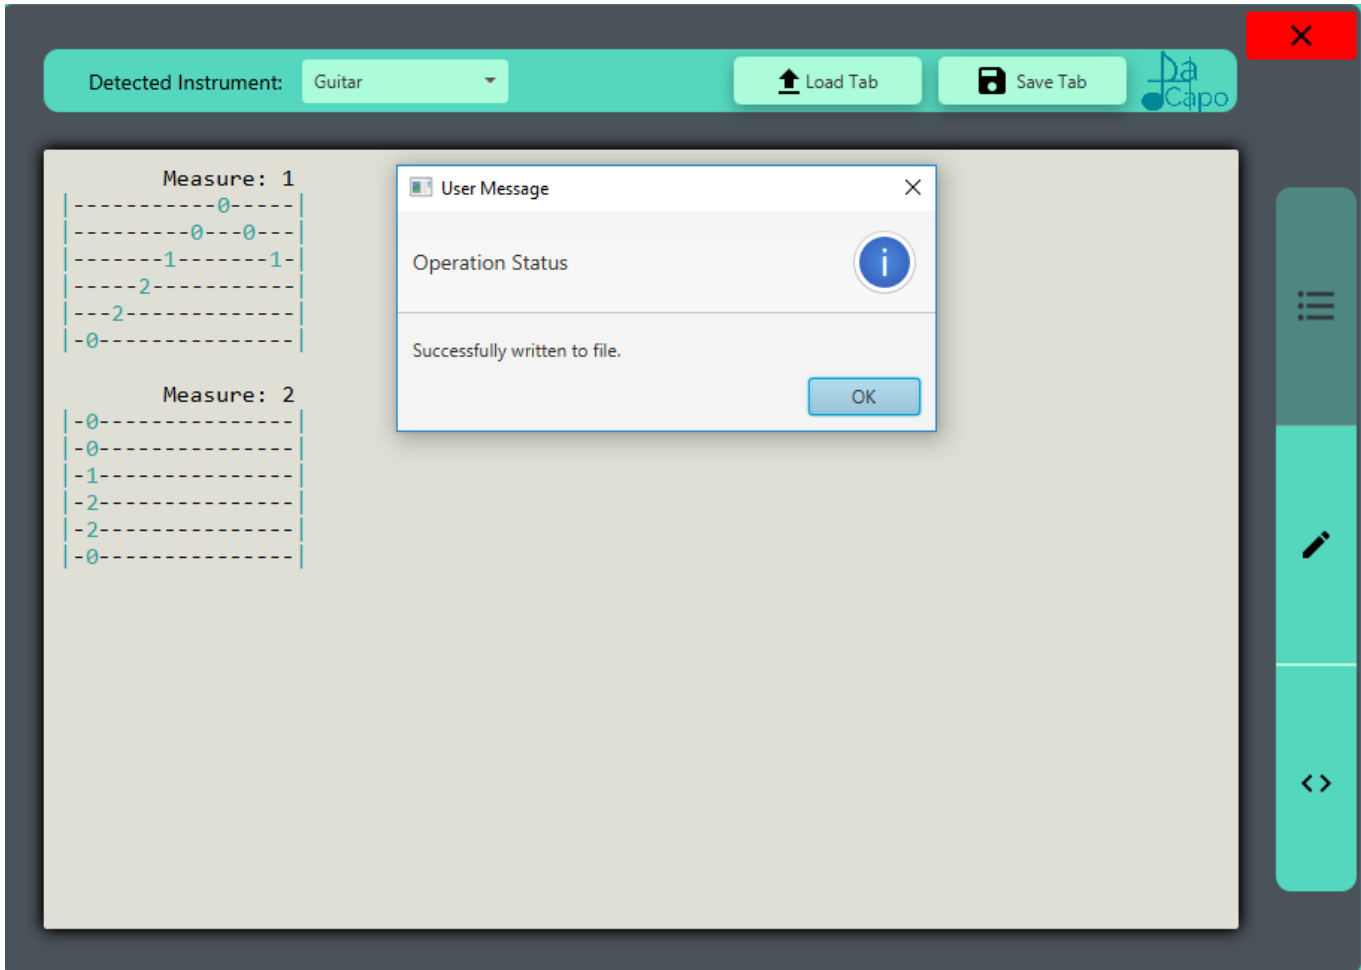 Detected Instrument: Guitar Load Tab Save Tab Da Capo
Measure: 1
|-----------0-----|
|---------0---0---|
|-------1-------1-|
|-----2-----------|
|---2-------------|
|-0---------------|
Measure: 2
|-0---------------|
|-0---------------|
|-1---------------|
|-2---------------|
|-2---------------|
|-0---------------|
User Message
Operation Status
Successfully written to file.
OK